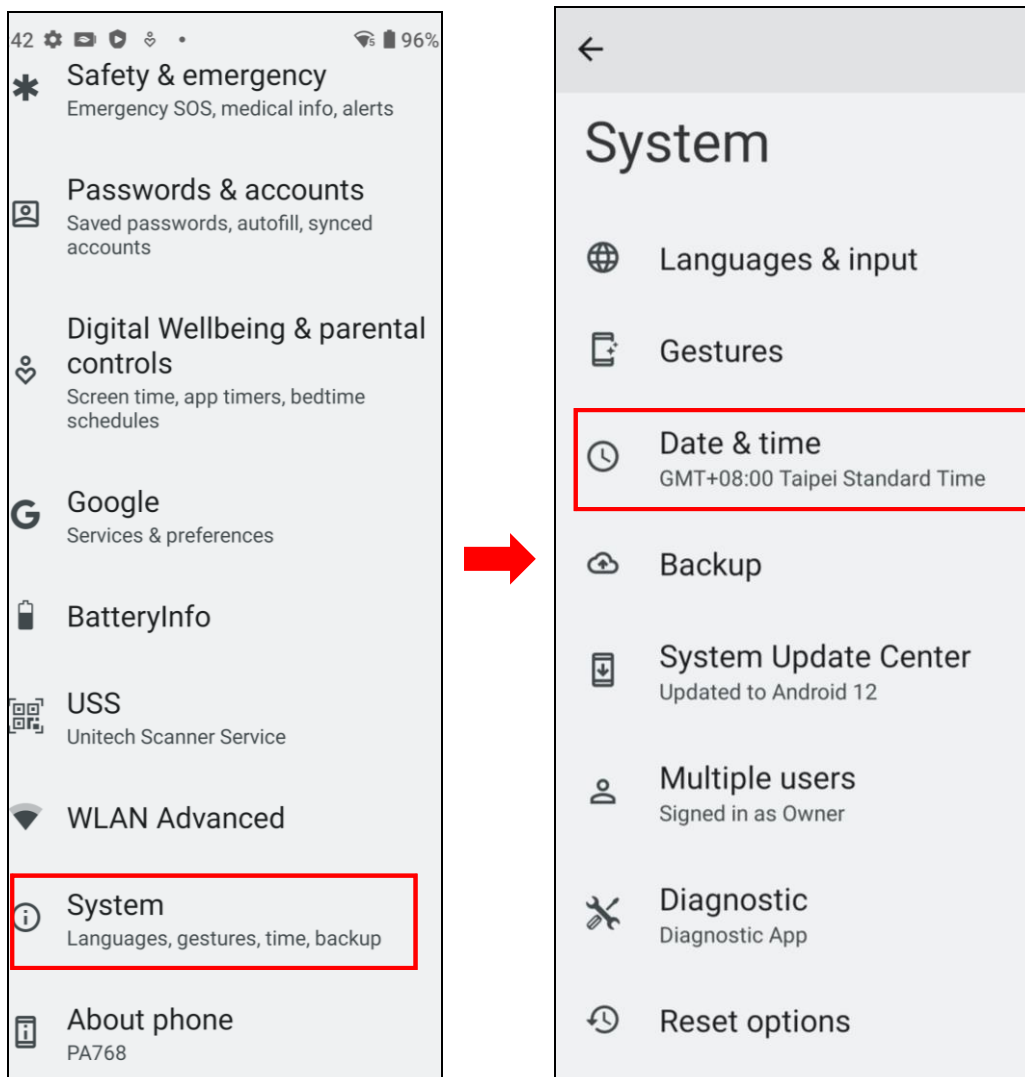 42 96%
Safety & emergency
Emergency SOS, medical info, alerts
Passwords & accounts
Saved passwords, autofill, synced
accounts
Digital Wellbeing & parental
controls
Screen time, app timers, bedtime
schedules
Google
Services & preferences
BatteryInfo
USS
Unitech Scanner Service
WLAN Advanced
System
Languages, gestures, time, backup
About phone
PA768
System
Languages & input
Gestures
Date & time
GMT+08:00 Taipei Standard Time
Backup
System Update Center
Updated to Android 12
Multiple users
Signed in as Owner
Diagnostic
Diagnostic App
Reset options